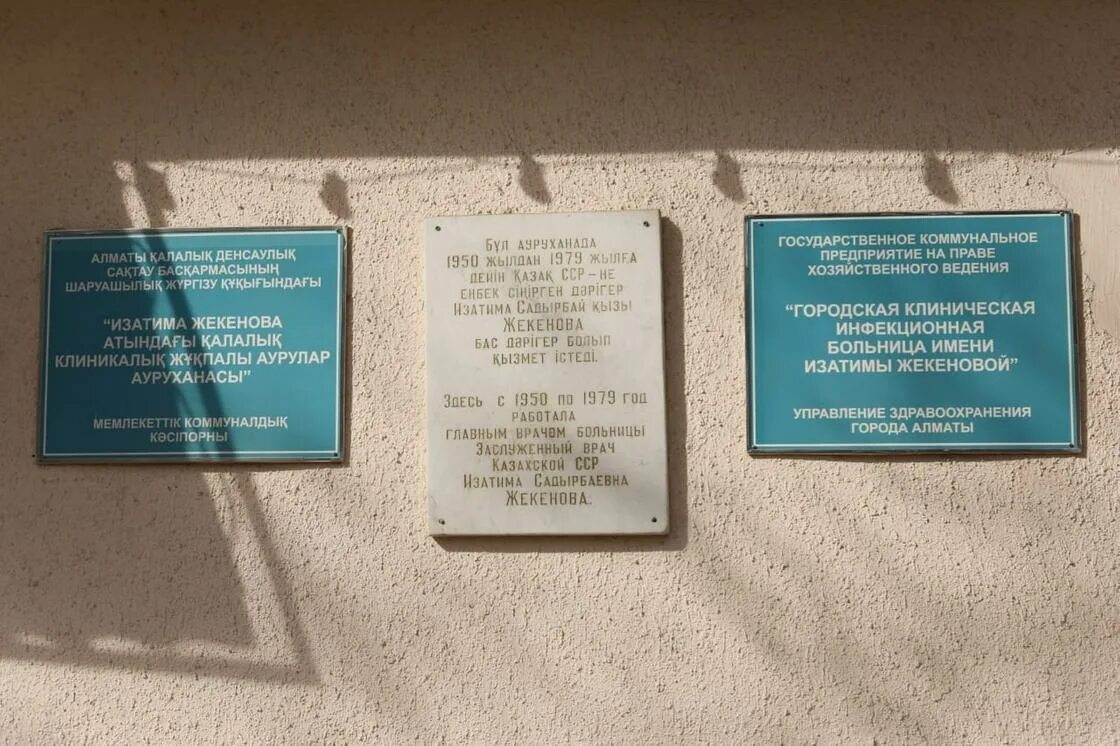 АЛМАТЫ ҚАЛАЛЫҚ ДЕНСАУЛЫҚ
САҚТАУ БАСҚАРМАСЫНЫҢ
ШАРУАШЫЛЫҚ ЖҮРГІЗУ ҚҰҚЫҒЫНДАҒЫ
“ИЗАТИМА ЖЕКЕНОВА
АТЫНДАҒЫ ҚАЛАЛЫҚ
КЛИНИКАЛЫҚ ЖҰҚПАЛЫ АУРУЛАР
АУРУХАНАСЫ”
МЕМЛЕКЕТТІК КОММУНАЛДЫҚ
КӘСІПОРНЫ
БҰЛ АУРУХАНАДА
1950 ЖЫЛДАН 1979 ЖЫЛҒА
ДЕЙІН ҚАЗАҚ ССР-НЕ
ЕҢБЕК СІҢІРГЕН ДӘРІГЕР
ИЗАТИМА САДЫРБАЙ ҚЫЗЫ
ЖЕКЕНОВА
БАС ДӘРІГЕР БОЛЫП
ҚЫЗМЕТ ІСТЕДІ.
ЗДЕСЬ С 1950 ПО 1979 ГОД
РАБОТАЛА
ГЛАВНЫМ ВРАЧОМ БОЛЬНИЦЫ
ЗАСЛУЖЕННЫЙ ВРАЧ
КАЗАХСКОЙ ССР
ИЗАТИМА САДЫРБАЕВНА
ЖЕКЕНОВА.
ГОСУДАРСТВЕННОЕ КОММУНАЛЬНОЕ
ПРЕДПРИЯТИЕ НА ПРАВЕ
ХОЗЯЙСТВЕННОГО ВЕДЕНИЯ
“ГОРОДСКАЯ КЛИНИЧЕСКАЯ
ИНФЕКЦИОННАЯ
БОЛЬНИЦА ИМЕНИ
ИЗАТИМЫ ЖЕКЕНОВОЙ”
УПРАВЛЕНИЕ ЗДРАВООХРАНЕНИЯ
ГОРОДА АЛМАТЫ